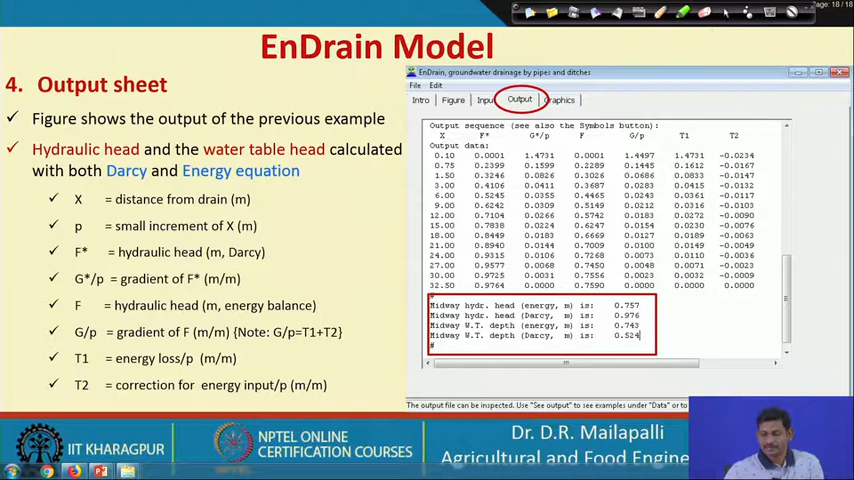 Page: 18 / 18
EnDrain Model
4. Output sheet
✓ Figure shows the output of the previous example
✓ Hydraulic head and the water table head calculated
with both Darcy and Energy equation
✓ X = distance from drain (m)
✓ p = small increment of X (m)
✓ F* = hydraulic head (m, Darcy)
✓ G*/p = gradient of F* (m/m)
✓ F = hydraulic head (m, energy balance)
✓ G/p = gradient of F (m/m) {Note: G/p=T1+T2}
✓ T1 = energy loss/p (m/m)
✓ T2 = correction for energy input/p (m/m)
EnDrain, groundwater drainage by pipes and ditches
File Edit
Intro Figure Input Output Graphics
Output sequence (see also the Symbols button):
X F* G*/p F G/p T1 T2
Output data:
0.10 0.0001 1.4731 0.0001 1.4497 1.4731 -0.0234
0.75 0.2399 0.1599 0.2289 0.1445 0.1612 -0.0167
1.50 0.3246 0.0826 0.3026 0.0686 0.0833 -0.0147
3.00 0.4106 0.0411 0.3687 0.0283 0.0415 -0.0132
6.00 0.5242 0.0355 0.4465 0.0243 0.0361 -0.0117
9.00 0.6242 0.0309 0.5149 0.0212 0.0316 -0.0103
12.00 0.7104 0.0266 0.5742 0.0183 0.0272 -0.0090
15.00 0.7838 0.0224 0.6247 0.0154 0.0230 -0.0076
18.00 0.8449 0.0183 0.6669 0.0127 0.0189 -0.0063
21.00 0.8940 0.0144 0.7009 0.0100 0.0149 -0.0049
24.00 0.9315 0.0106 0.7268 0.0074 0.0110 -0.0036
27.00 0.9577 0.0068 0.7450 0.0048 0.0071 -0.0023
30.00 0.9725 0.0031 0.7556 0.0023 0.0032 -0.0009
32.50 0.9764 0.0000 0.7590 0.0000 0.0000 0.0000
#
Midway hydr. head (energy, m) is: 0.757
Midway hydr. head (Darcy, m) is: 0.976
Midway W.T. depth (energy, m) is: 0.743
Midway W.T. depth (Darcy, m) is: 0.524
#
The output file can be inspected. Use "See output" to see examples under "Data" or to
IIT KHARAGPUR
NPTEL ONLINE
CERTIFICATION COURSES
Dr. D.R. Mailapalli
Agricultural and Food Engine